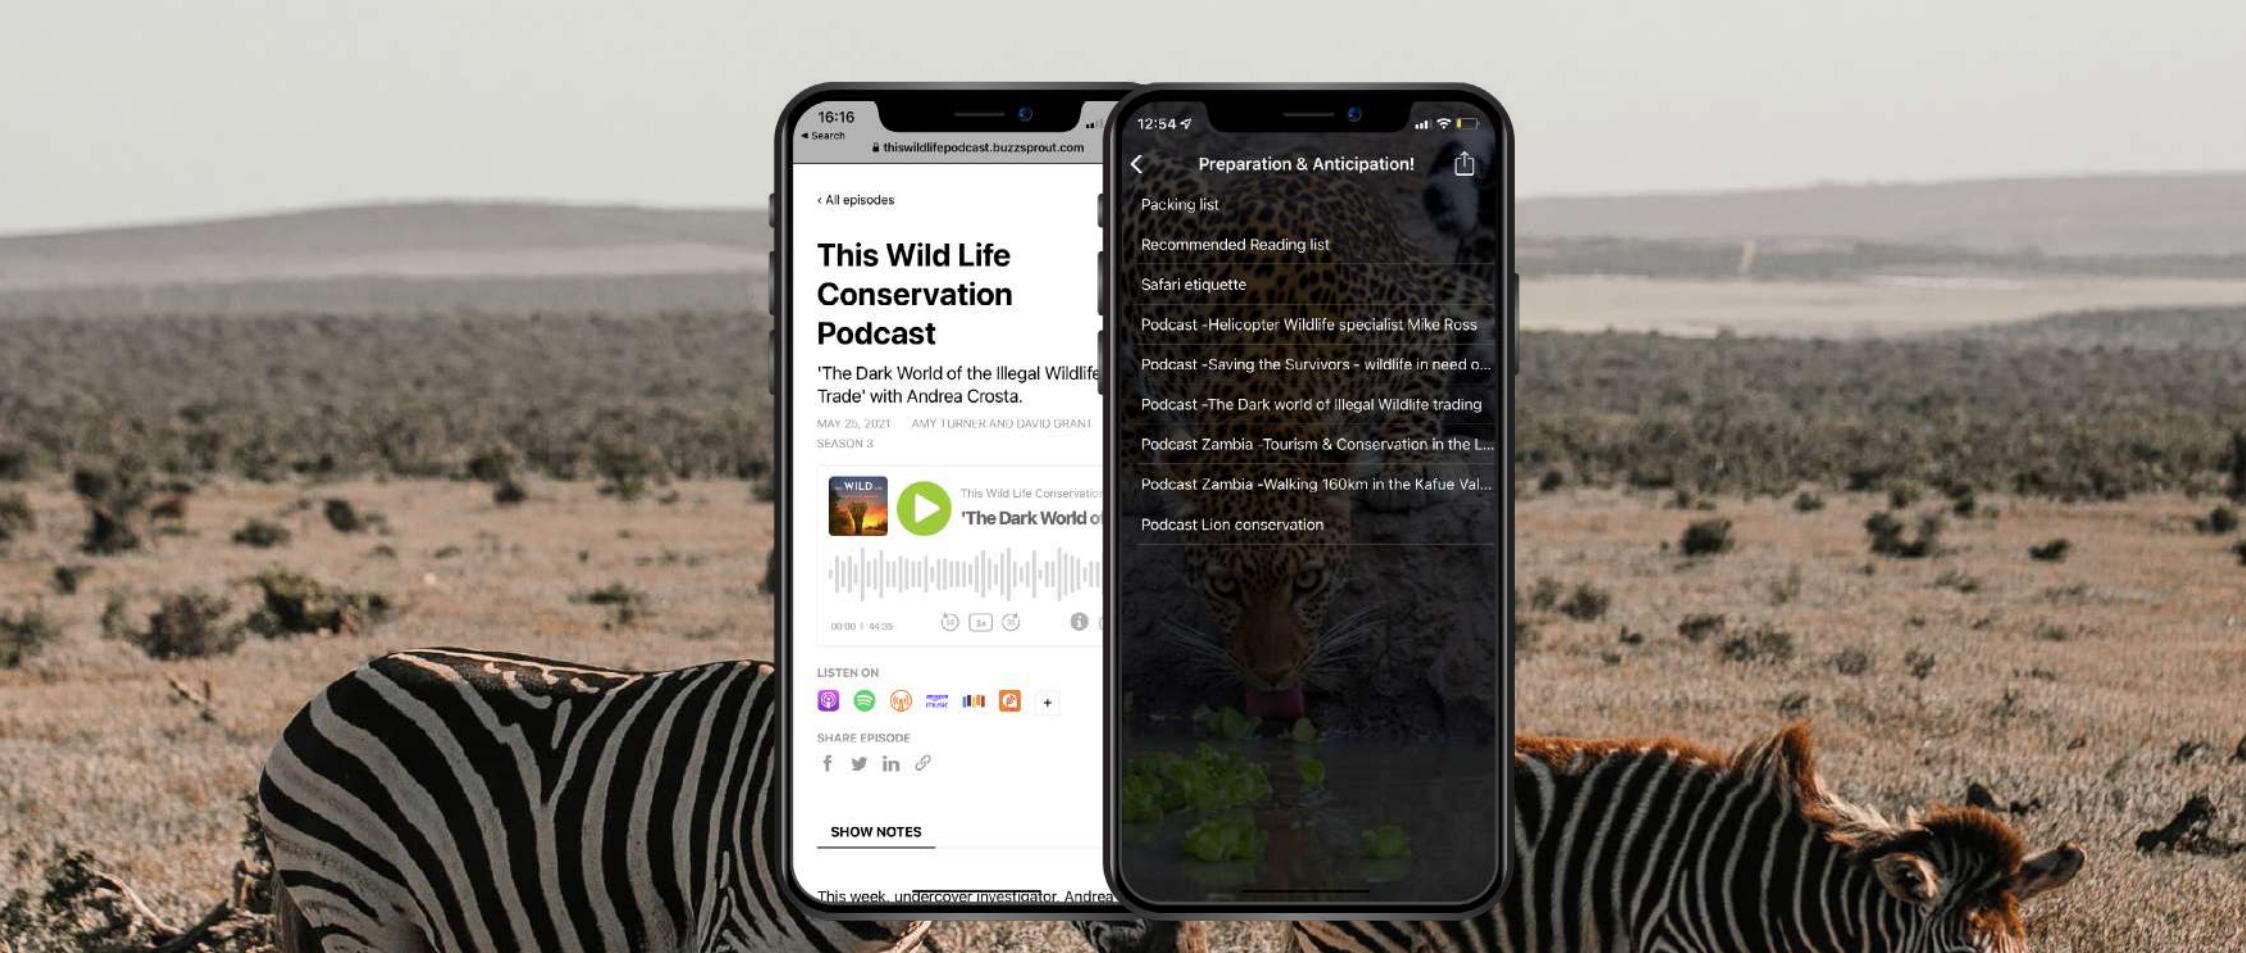 16:16
Search
thiswildlifepodcast.buzzsprout.com
‹ All episodes
This Wild Life
Conservation
Podcast
'The Dark World of the Illegal Wildlife
Trade' with Andrea Crosta.
MAY 25, 2021 AMY TURNER AND DAVID GRANT
SEASON 3
WILD
This Wild Life Conservation
'The Dark World of
00:00 | 44:35
1x
LISTEN ON
amazon music
+
SHARE EPISODE
SHOW NOTES
This week, undercover investigator, Andrea
12:54
Preparation & Anticipation!
Packing list
Recommended Reading list
Safari etiquette
Podcast -Helicopter Wildlife specialist Mike Ross
Podcast -Saving the Survivors - wildlife in need o...
Podcast -The Dark world of Illegal Wildlife trading
Podcast Zambia -Tourism & Conservation in the L...
Podcast Zambia -Walking 160km in the Kafue Val...
Podcast Lion conservation